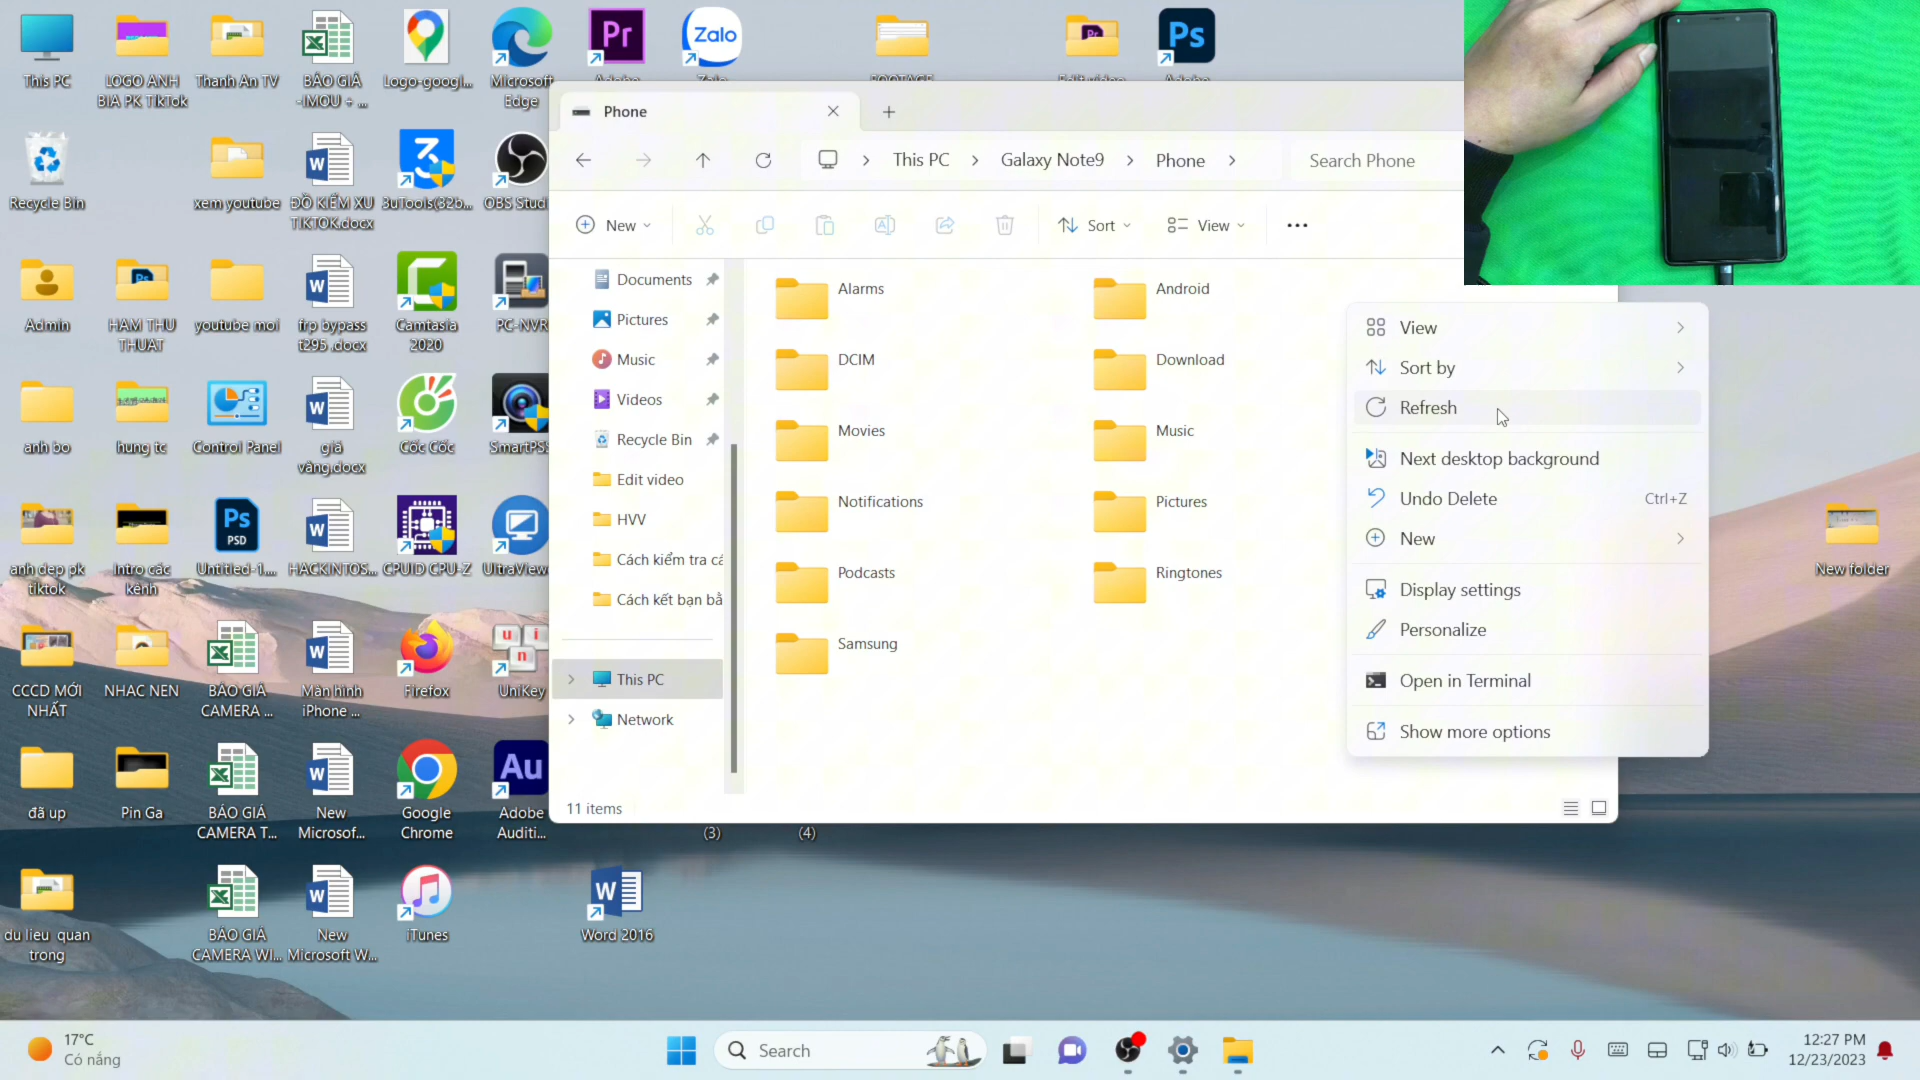 This PC
LOGO ANH
BIA PK TikTok
Thanh An TV
BÁO GIÁ
-IMOU + ...
Logo-googl...
Microsoft
Edge
Pr
Zalo
Ps
Recycle Bin
xem youtube
ĐỒ KIẾM XU
TIKTOK.docx
3uTools(32b...
OBS Studi
Admin
HAM THU
THUAT
youtube moi
frp bypass
t295 .docx
Camtasia
2020
PC-NVR
anh bo
hung tc
Control Panel
giá
vàng.docx
Cốc Cốc
SmartPSS
anh dep pk
tiktok
Intro các
kênh
Ps
PSD
Untitled-1....
HACKINTOS...
CPUID CPU-Z
UltraView
CCCD MỚI
NHẤT
NHAC NEN
BÁO GIÁ
CAMERA ...
Màn hình
iPhone ...
Firefox
u i
n
UniKey
đã up
Pin Ga
BÁO GIÁ
CAMERA T...
New
Microsof...
Google
Chrome
Au
Adobe
Auditi...
(3)
(4)
du lieu quan
trong
BÁO GIÁ
CAMERA WI...
New
Microsoft W...
iTunes
Word 2016
New folder
Phone
This PC
Galaxy Note9
Phone
Search Phone
New
Sort
View
Documents
Pictures
Music
Videos
Recycle Bin
Edit video
HVV
Cách kiểm tra cá
Cách kết bạn bằ
This PC
Network
Alarms
Android
DCIM
Download
Movies
Music
Notifications
Pictures
Podcasts
Ringtones
Samsung
11 items
View
Sort by
Refresh
Next desktop background
Undo Delete Ctrl+Z
New
Display settings
Personalize
Open in Terminal
Show more options
17°C
Có nắng
Search
12:27 PM
12/23/2023